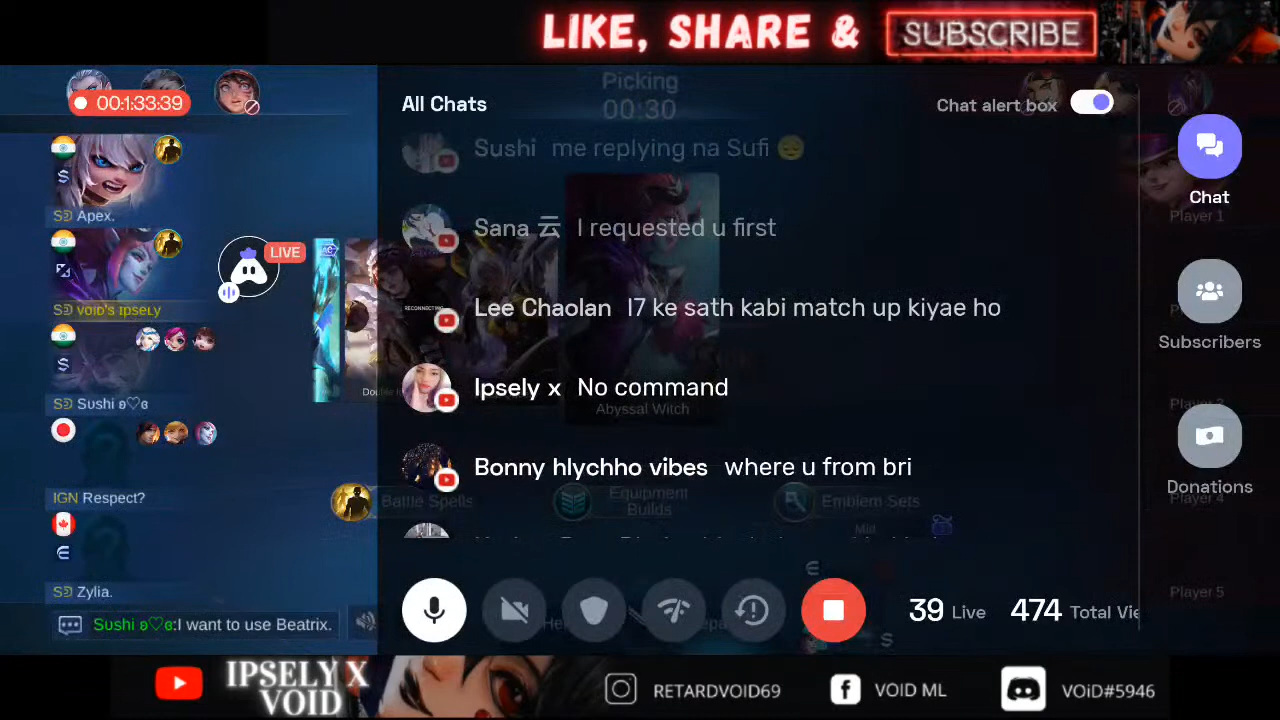 LIKE, SHARE & SUBSCRIBE
Picking
00:30
00:1:33:39
All Chats
Chat alert box
Sushi me replying na Sufi 😔
Sana 云 I requested u first
Lee Chaolan I7 ke sath kabi match up kiyae ho
Ipsely x No command
Bonny hlychho vibes where u from bri
LIVE
Apex.
void's Ipsely
Sushi ʚ♡ɞ
IGN Respect?
Zylia.
Sushi ʚ♡ɞ:I want to use Beatrix.
RECONNECTING
Abyssal Witch
Battle Spells
Equipment
Builds
Emblem Sets
Mid
Chat
Player 1
Subscribers
Player 3
Donations
Player 4
Player 5
39 Live
474 Total Vie
IPSELY X
VOID
RETARDVOID69
VOID ML
VOiD#5946